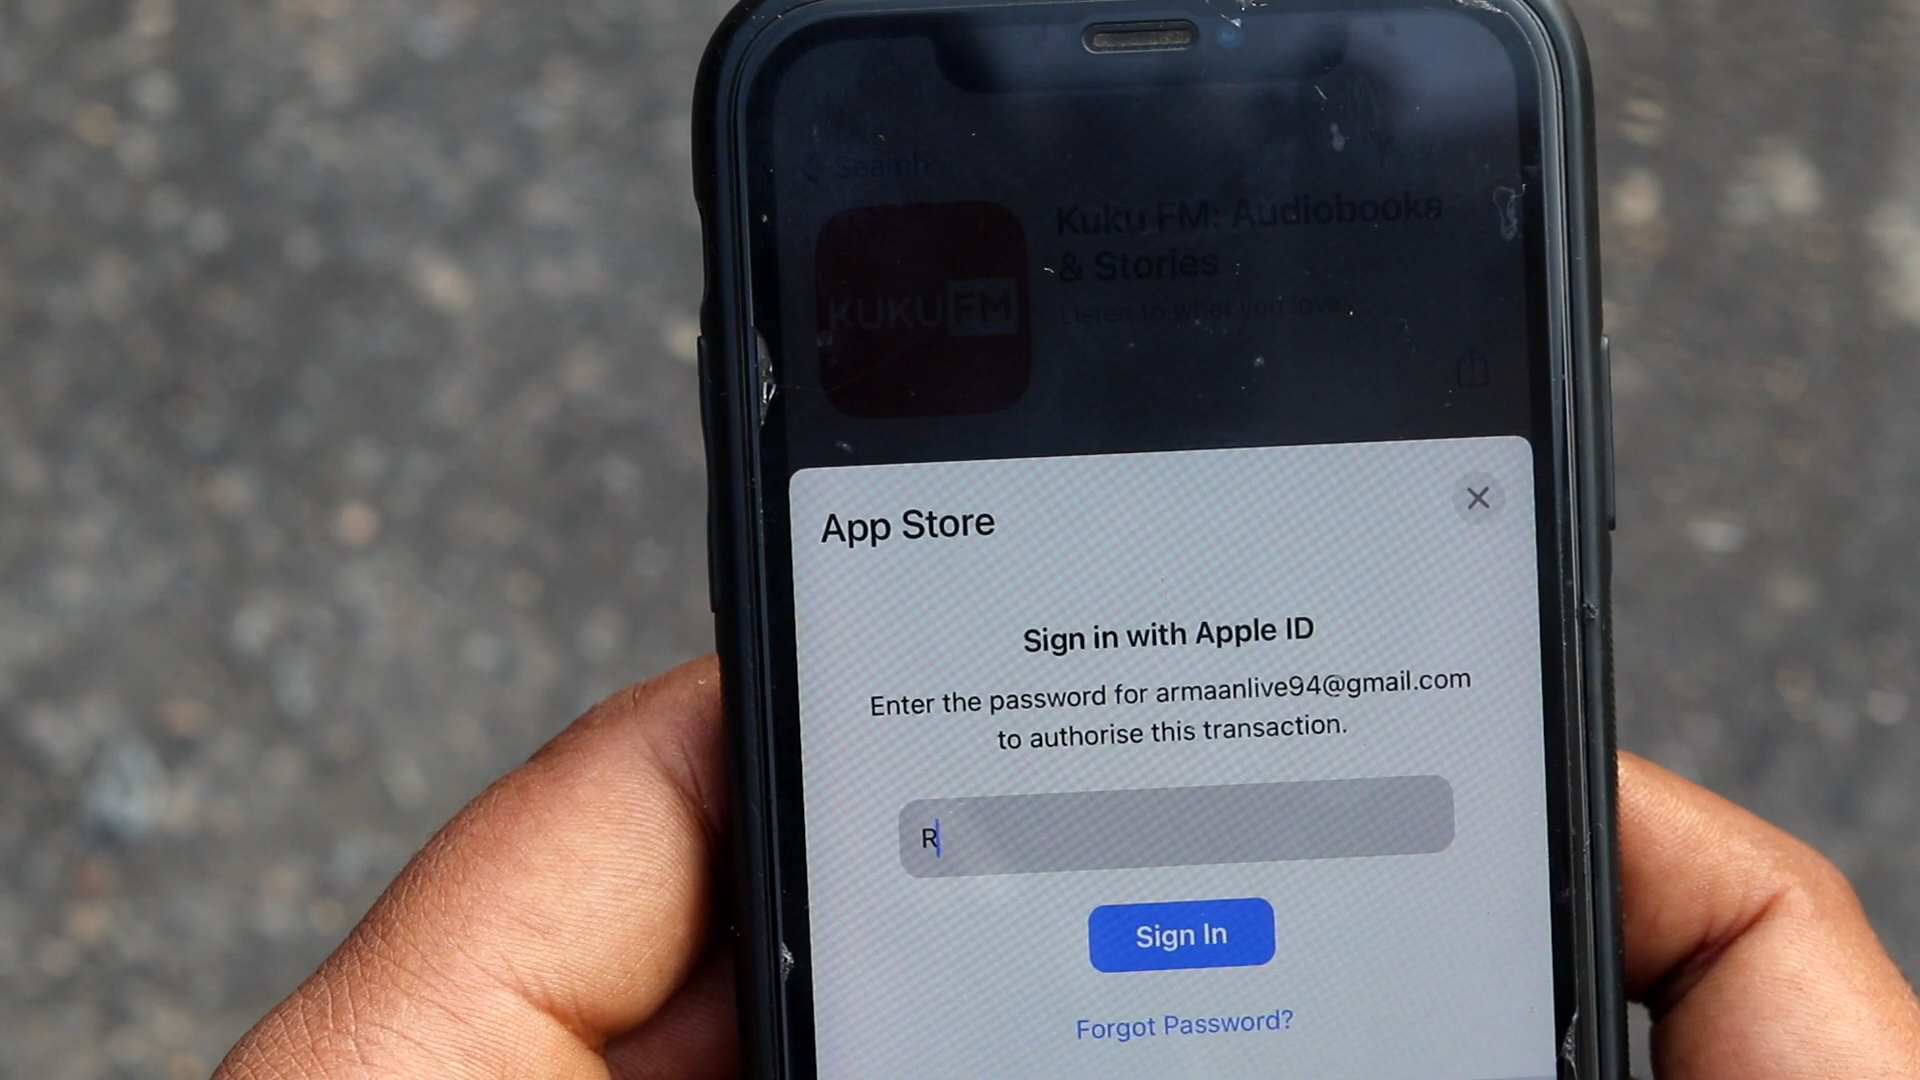 Search
Kuku FM: Audiobooks
& Stories
Listen to what you love.
KUKU FM
App Store
Sign in with Apple ID
Enter the password for armaanlive94@gmail.com
to authorise this transaction.
R
Sign In
Forgot Password?